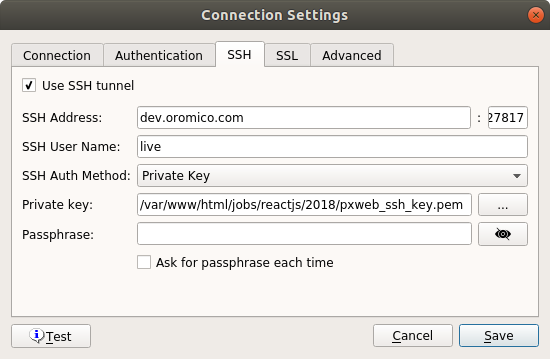 Connection Settings
Connection Authentication SSH SSL Advanced
Use SSH tunnel
SSH Address: dev.oromico.com : 27817
SSH User Name: live
SSH Auth Method: Private Key
Private key: /var/www/html/jobs/reactjs/2018/pxweb_ssh_key.pem ...
Passphrase:
Ask for passphrase each time
Test Cancel Save